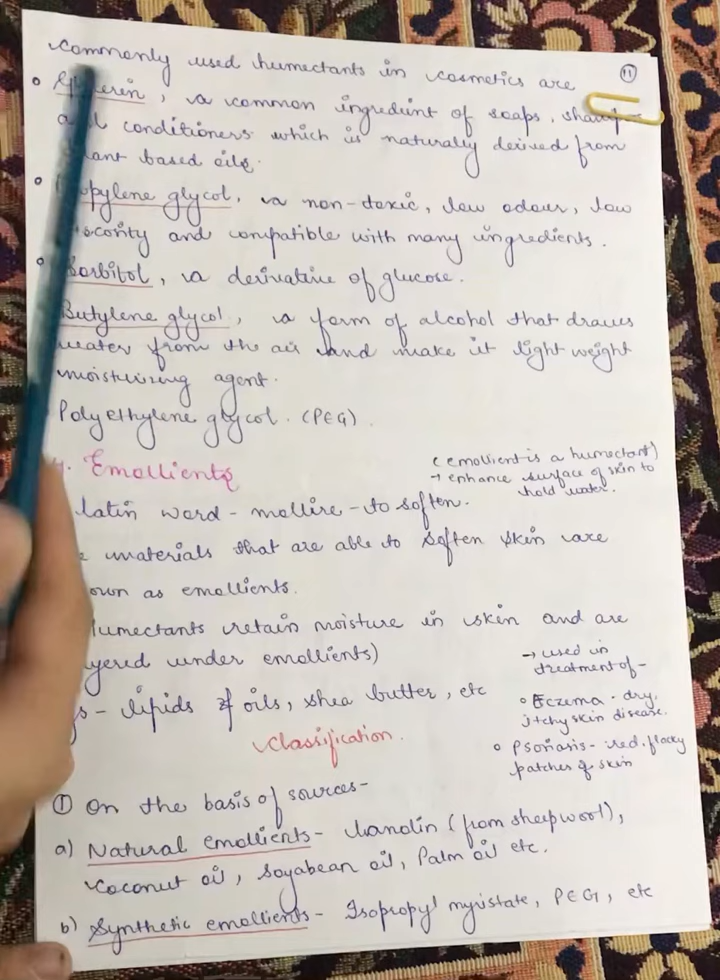 commonly used humectants in cosmetics are
11
, a common ingredient of soaps,
conditioners which is naturally derived from
based oils.
glycol, a non-toxic, low odour, low
and compatible with many ingredients.
Sorbitol, a derivative of glucose.
Butylene glycol, a form of alcohol that draws
water from the air and make it light weight
moisturizing agent.
Polyethylene glycol. (PEG).
Emollients
(emollient is a humectant)
→ enhance surface of skin to
hold water.
latin word - mollire - to soften.
materials that are able to soften skin are
as emollients.
retain moisture in skin and are
under emollients)
- lipids & oils, shea butter, etc
→ used in
treatment of -
• Eczema - dry,
itchy skin disease.
• Psoriasis - red, flacky
patches of skin
Classification.
① On the basis of sources -
a) Natural emollients - Lanolin (from sheep wool),
Coconut oil, Soyabean oil, Palm oil etc.
b) Synthetic emollients - Isopropyl myristate, PEG, etc